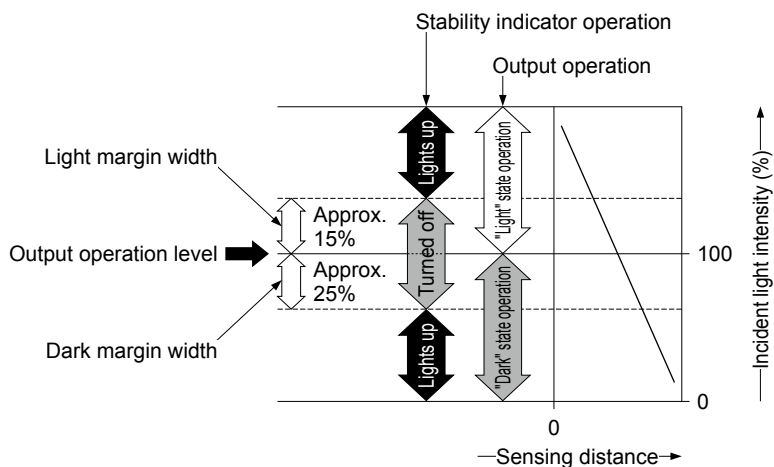 Stability indicator operation
Output operation
Light margin width
Lights up
"Light" state operation
Approx.
15%
Output operation level
Turned off
100
Approx.
25%
Dark margin width
Lights up
"Dark" state operation
0
0
Sensing distance
Incident light intensity (%)